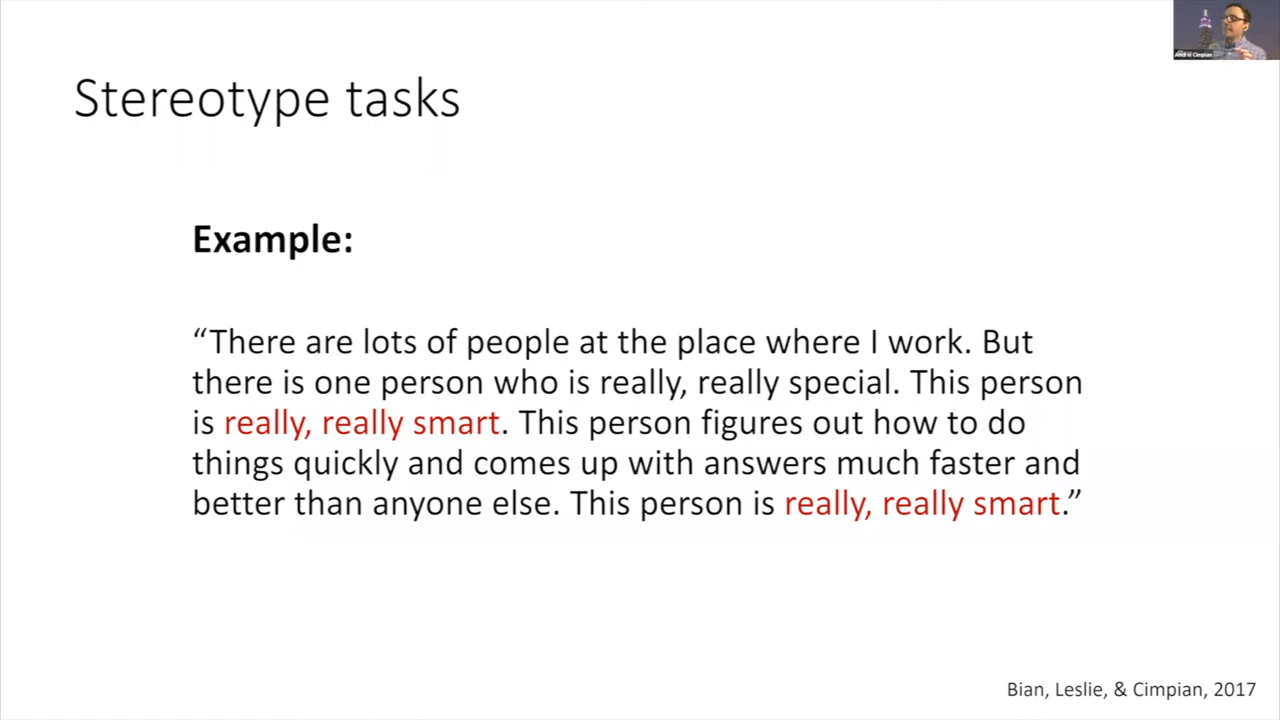 Andrei Cimpian
Stereotype tasks
Example:
“There are lots of people at the place where I work. But
there is one person who is really, really special. This person
is really, really smart. This person figures out how to do
things quickly and comes up with answers much faster and
better than anyone else. This person is really, really smart.”
Bian, Leslie, & Cimpian, 2017